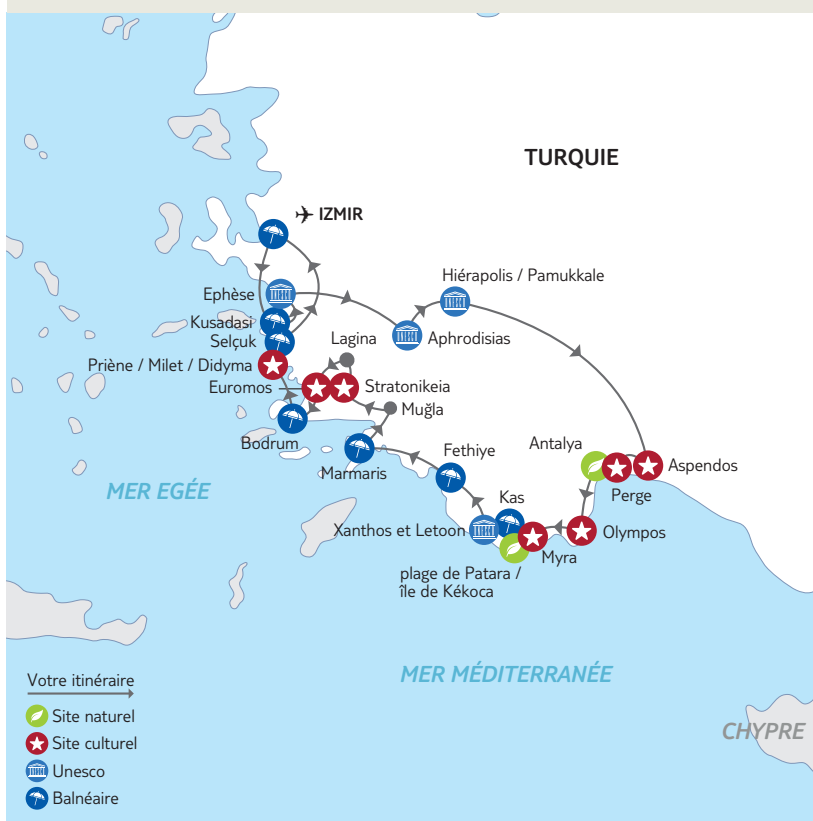 TURQUIE
IZMIR
Hiérapolis / Pamukkale
Ephèse
Kusadasi
Selçuk
Aphrodisias
Lagina
Priène / Milet / Didyma
Euromos
Stratonikeia
Muğla
Bodrum
Marmaris
Fethiye
Antalya
Aspendos
Perge
MER EGÉE
Kas
Xanthos et Letoon
Olympos
Myra
plage de Patara /
île de Kékoca
MER MÉDITERRANÉE
CHYPRE
Votre itinéraire
Site naturel
Site culturel
Unesco
Balnéaire